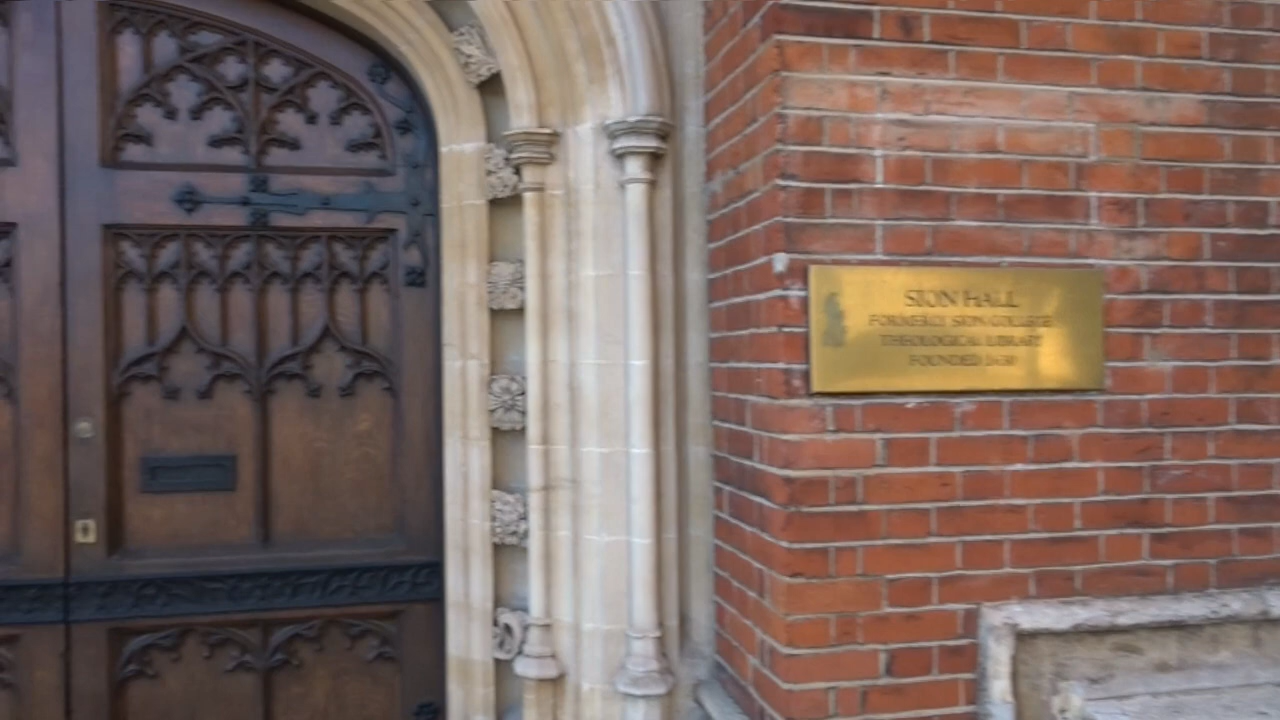 SION HALL
FORMERLY SION COLLEGE
THEOLOGICAL LIBRARY
FOUNDED